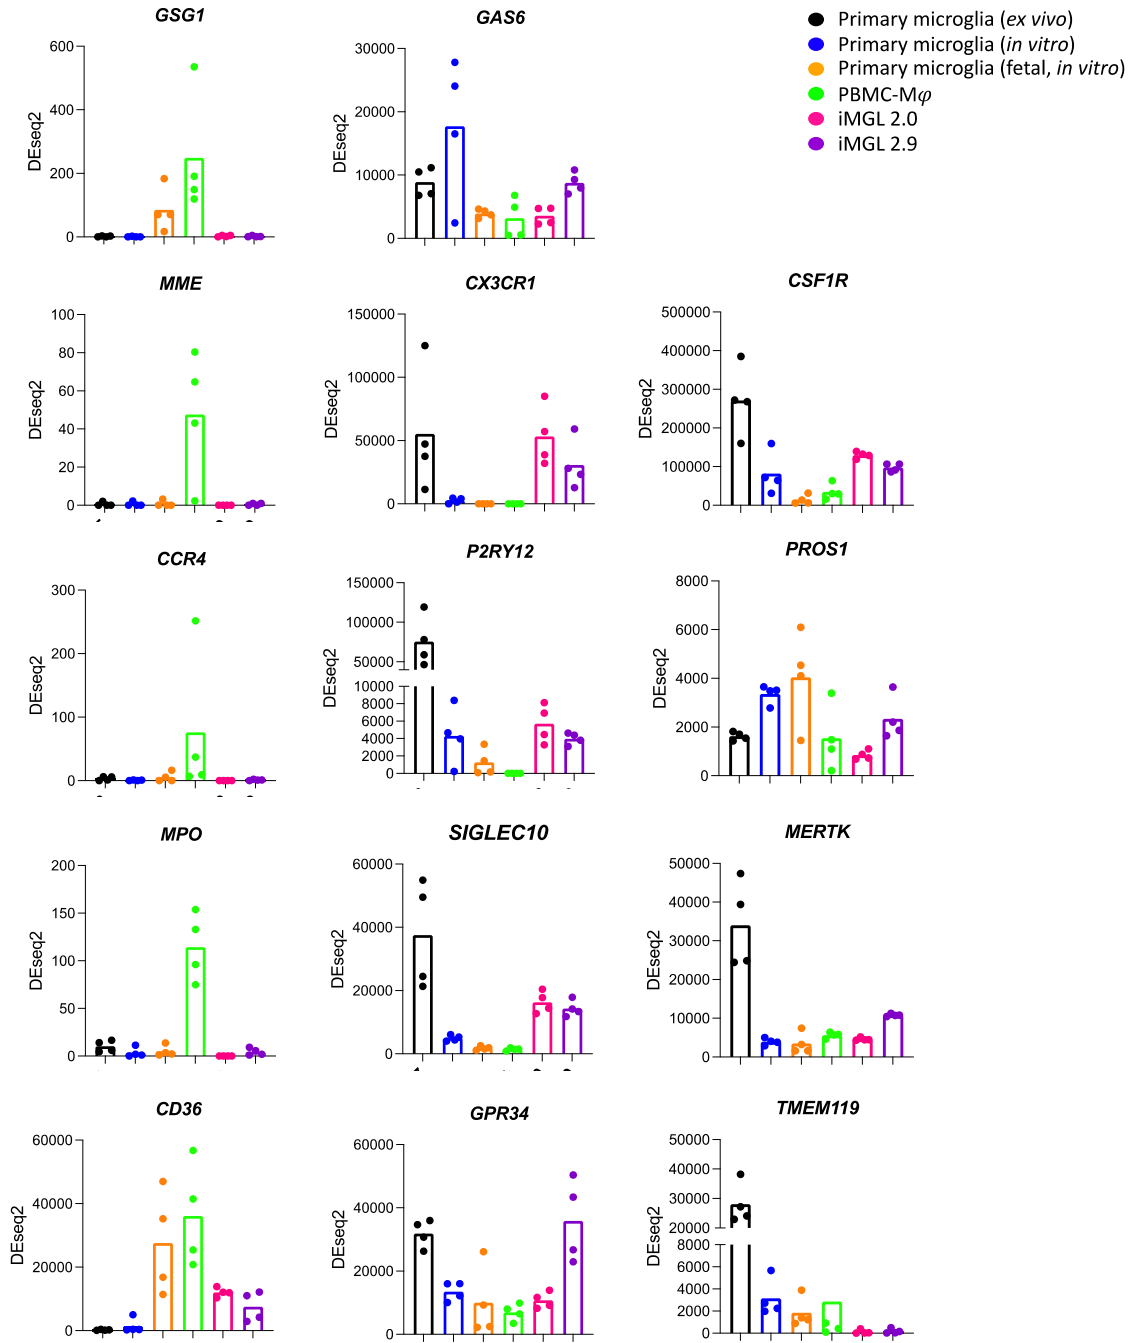 GSG1
DEseq2
600
400
200
0
GAS6
DEseq2
30000
20000
10000
0
Primary microglia (ex vivo)
Primary microglia (in vitro)
Primary microglia (fetal, in vitro)
PBMC-Mφ
iMGL 2.0
iMGL 2.9
MME
DEseq2
100
80
60
40
20
0
CX3CR1
DEseq2
150000
100000
50000
0
CSF1R
DEseq2
500000
400000
300000
200000
100000
0
CCR4
DEseq2
300
200
100
0
P2RY12
DEseq2
150000
100000
50000
10000
8000
6000
4000
2000
0
PROS1
DEseq2
8000
6000
4000
2000
0
MPO
DEseq2
200
150
100
50
0
SIGLEC10
DEseq2
60000
40000
20000
0
MERTK
DEseq2
50000
40000
30000
20000
10000
0
CD36
DEseq2
60000
40000
20000
0
GPR34
DEseq2
60000
40000
20000
0
TMEM119
DEseq2
50000
40000
30000
20000
8000
6000
4000
2000
0